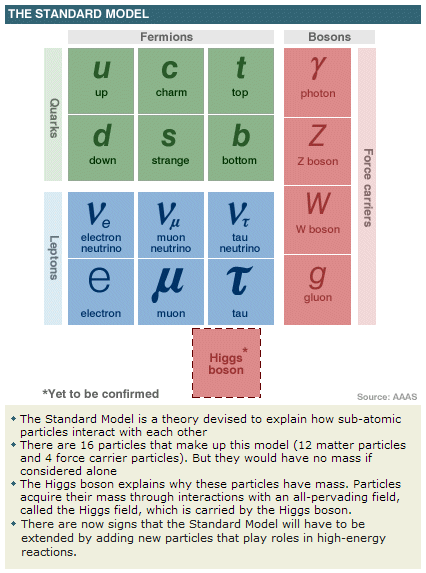 THE STANDARD MODEL
Fermions
Bosons
Quarks
u
up
c
charm
t
top
γ
photon
d
down
s
strange
b
bottom
Z
Z boson
Force carriers
Leptons
νe
electron
neutrino
νμ
muon
neutrino
ντ
tau
neutrino
W
W boson
e
electron
μ
muon
τ
tau
g
gluon
Higgs*
boson
*Yet to be confirmed
Source: AAAS
The Standard Model is a theory devised to explain how sub-atomic
particles interact with each other
There are 16 particles that make up this model (12 matter particles
and 4 force carrier particles). But they would have no mass if
considered alone
The Higgs boson explains why these particles have mass. Particles
acquire their mass through interactions with an all-pervading field,
called the Higgs field, which is carried by the Higgs boson.
There are now signs that the Standard Model will have to be
extended by adding new particles that play roles in high-energy
reactions.